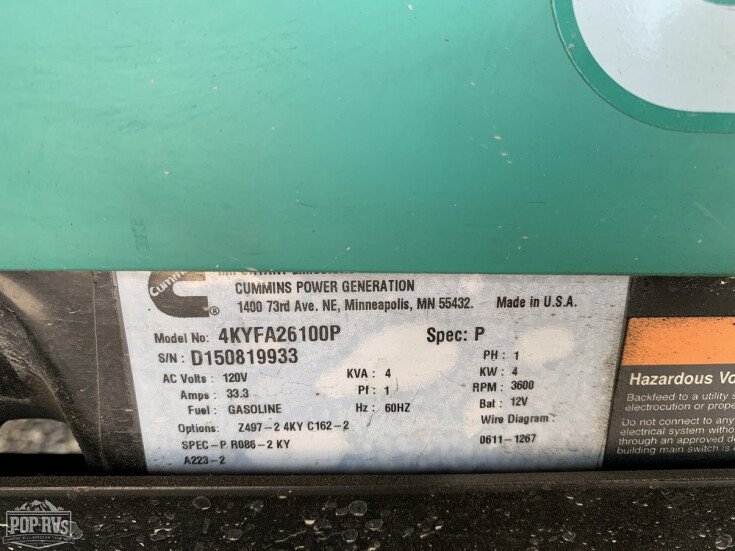 CUMMINS POWER GENERATION
1400 73rd Ave. NE, Minneapolis, MN 55432. Made in U.S.A.
Cummins ®
Model No: 4KYFA26100P Spec: P
S/N : D150819933 PH : 1
AC Volts : 120V KVA : 4 KW : 4
Amps : 33.3 Pf : 1 RPM : 3600
Fuel : GASOLINE Hz : 60HZ Bat : 12V
Options: Z497-2 4KY C162-2 Wire Diagram :
SPEC-P R086-2 KY 0611-1267
A223-2
Hazardous Vo
Backfeed to a utility s
electrocution or prope
Do not connect to any
electrical system witho
through an approved de
building main switch is
POP RVs